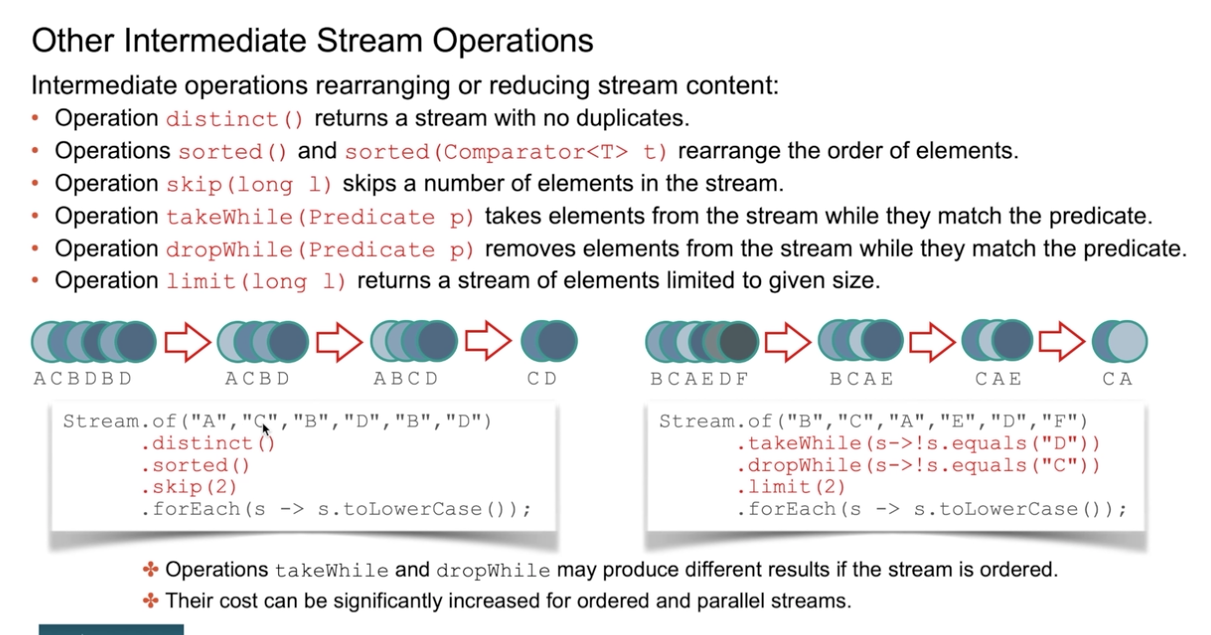 Other Intermediate Stream Operations
Intermediate operations rearranging or reducing stream content:
• Operation distinct() returns a stream with no duplicates.
• Operations sorted() and sorted(Comparator<T> t) rearrange the order of elements.
• Operation skip(long l) skips a number of elements in the stream.
• Operation takeWhile(Predicate p) takes elements from the stream while they match the predicate.
• Operation dropWhile(Predicate p) removes elements from the stream while they match the predicate.
• Operation limit(long l) returns a stream of elements limited to given size.
ACBDBD ACBD ABCD CD
BCAEDF BCAE CAE CA
Stream.of("A","C","B","D","B","D")
.distinct()
.sorted()
.skip(2)
.forEach(s -> s.toLowerCase());
Stream.of("B","C","A","E","D","F")
.takeWhile(s->!s.equals("D"))
.dropWhile(s->!s.equals("C"))
.limit(2)
.forEach(s -> s.toLowerCase());
Operations takeWhile and dropWhile may produce different results if the stream is ordered.
Their cost can be significantly increased for ordered and parallel streams.